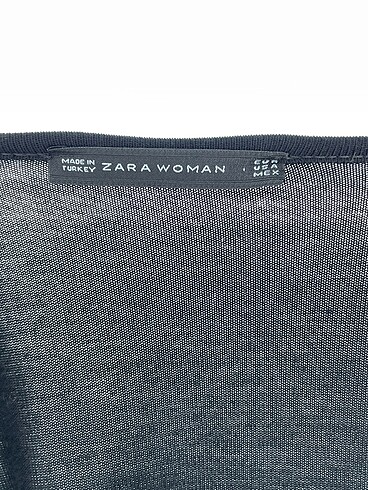 MADE IN
TURKEY
ZARA WOMAN
EUR
USA
MEX